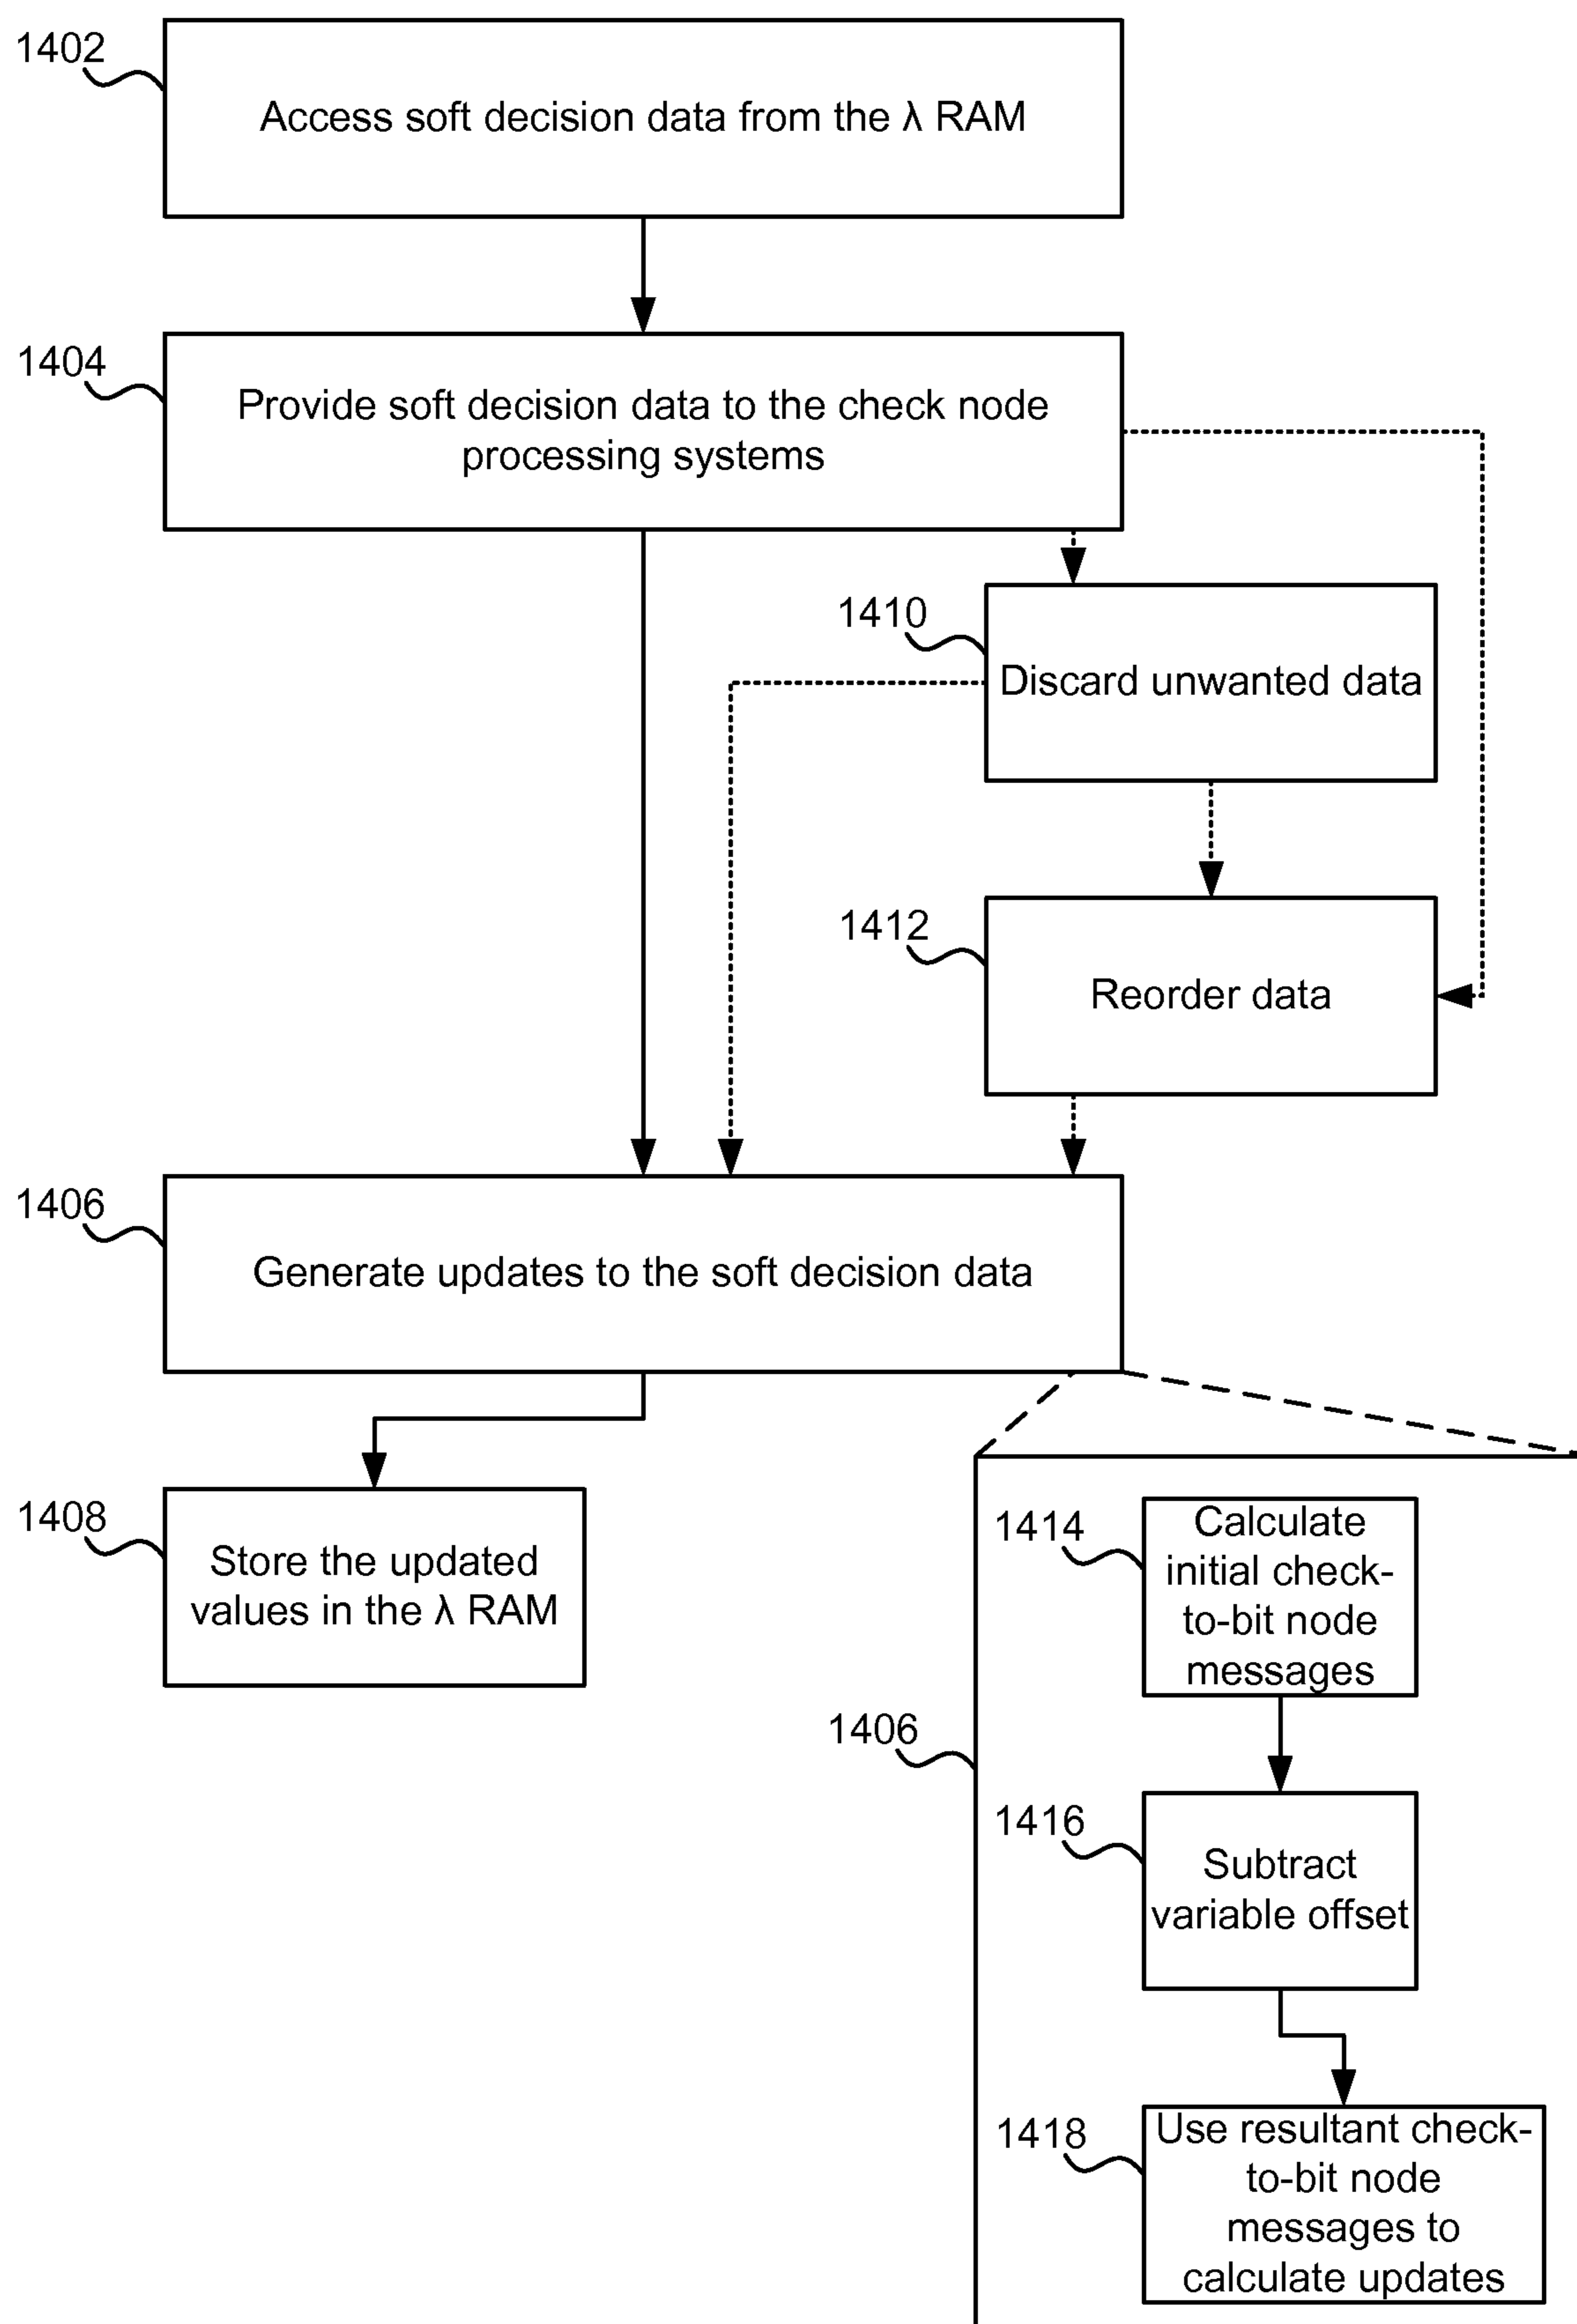 1402
Access soft decision data from the λ RAM
1404
Provide soft decision data to the check node
processing systems
1410
Discard unwanted data
1412
Reorder data
1406
Generate updates to the soft decision data
1408
Store the updated
values in the λ RAM
1414
Calculate
initial check-
to-bit node
messages
1406
1416
Subtract
variable offset
1418
Use resultant check-
to-bit node
messages to
calculate updates